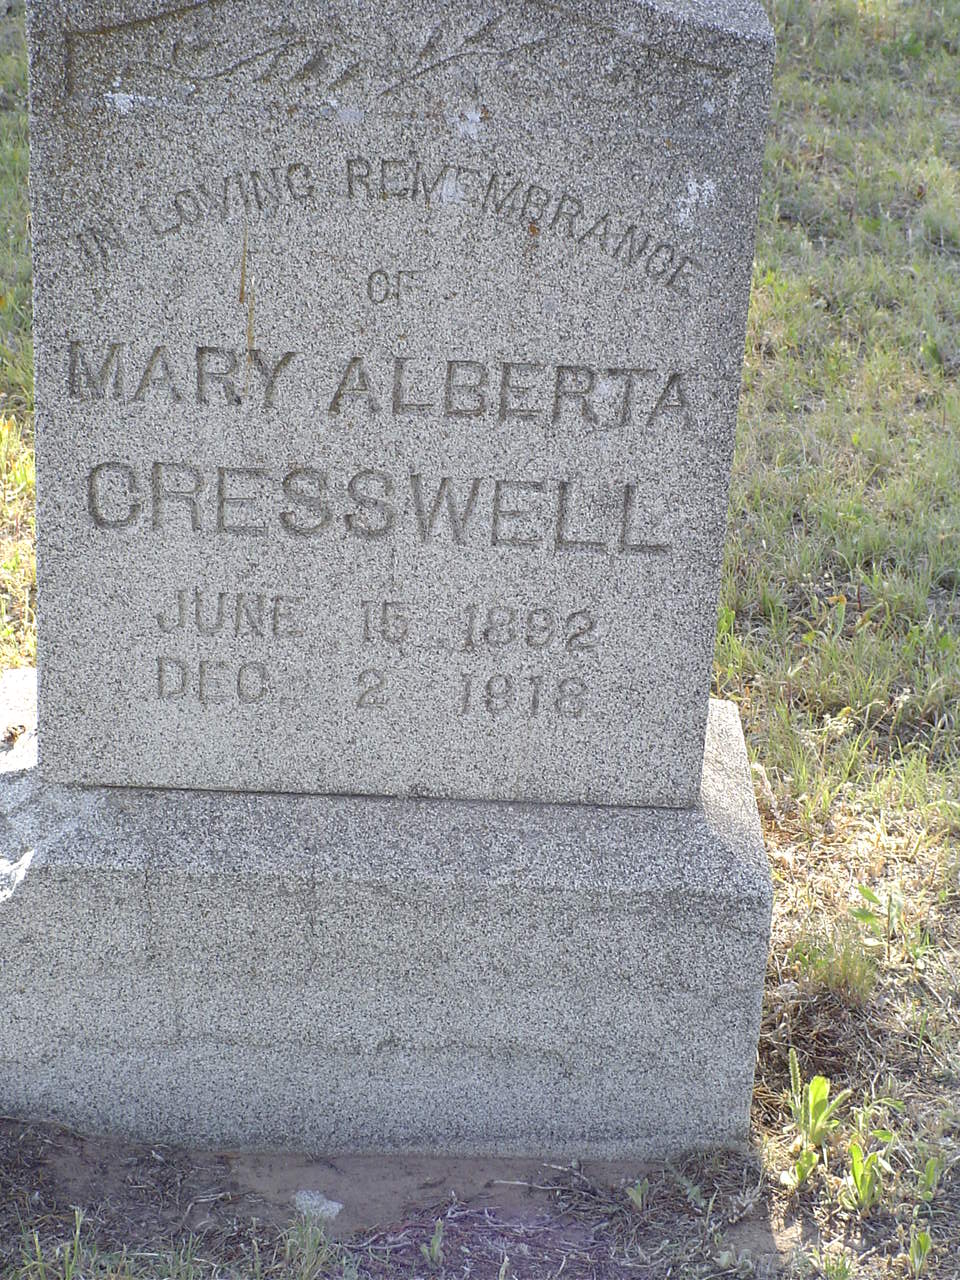 IN LOVING REMEMBRANCE
OF
MARY ALBERTA
CRESSWELL
JUNE 15 1892
DEC. 2 1918